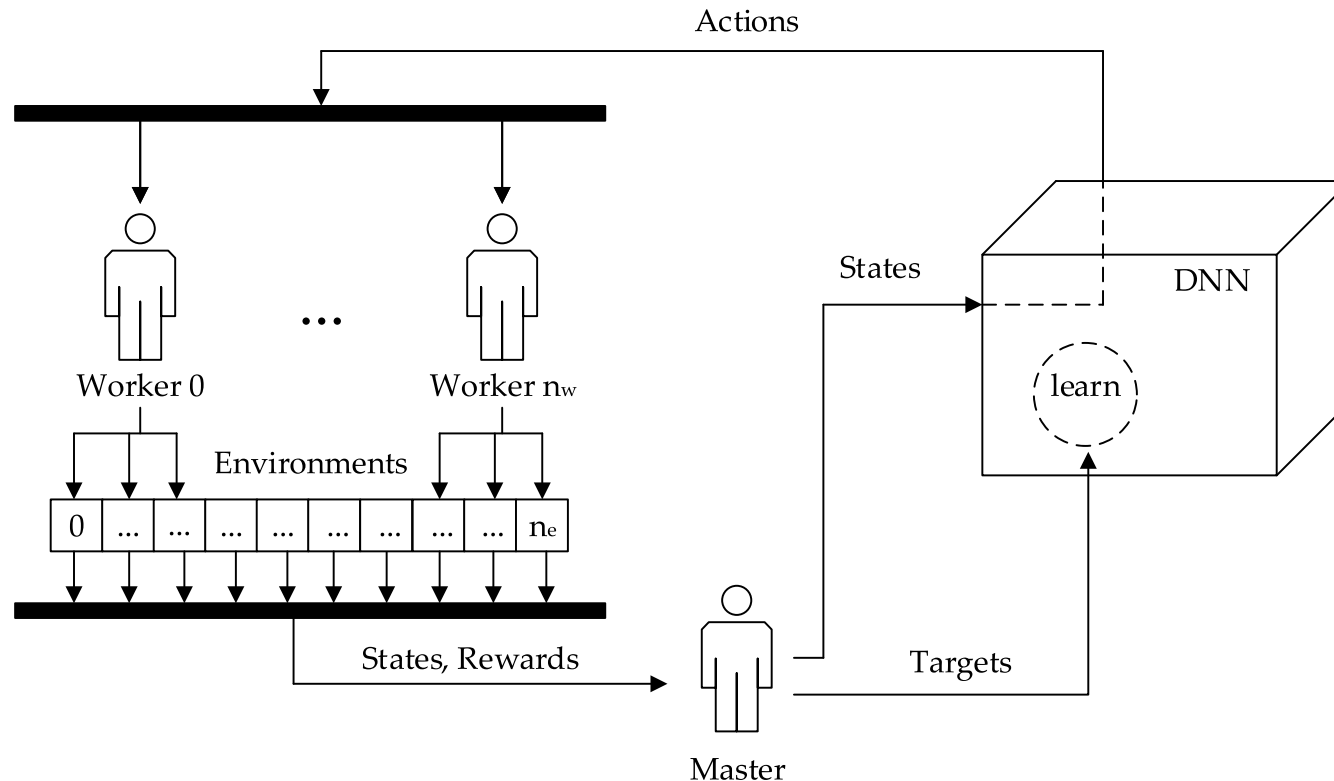 Actions
States
DNN
...
Worker 0
Worker nw
learn
Environments
0 ... ... ... ... ... ... ... ... ne
States, Rewards
Targets
Master